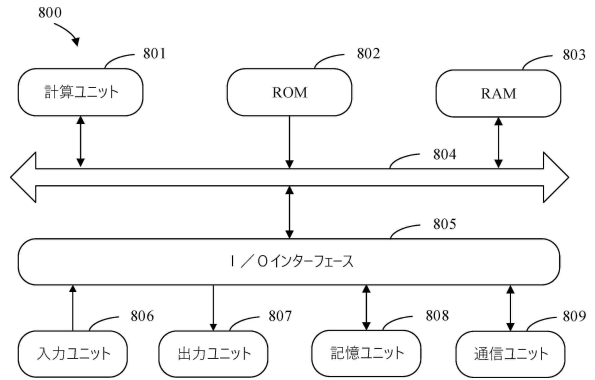 800
801
802
803
計算ユニット
ROM
RAM
804
805
I/Oインターフェース
806
807
808
809
入力ユニット
出力ユニット
記憶ユニット
通信ユニット